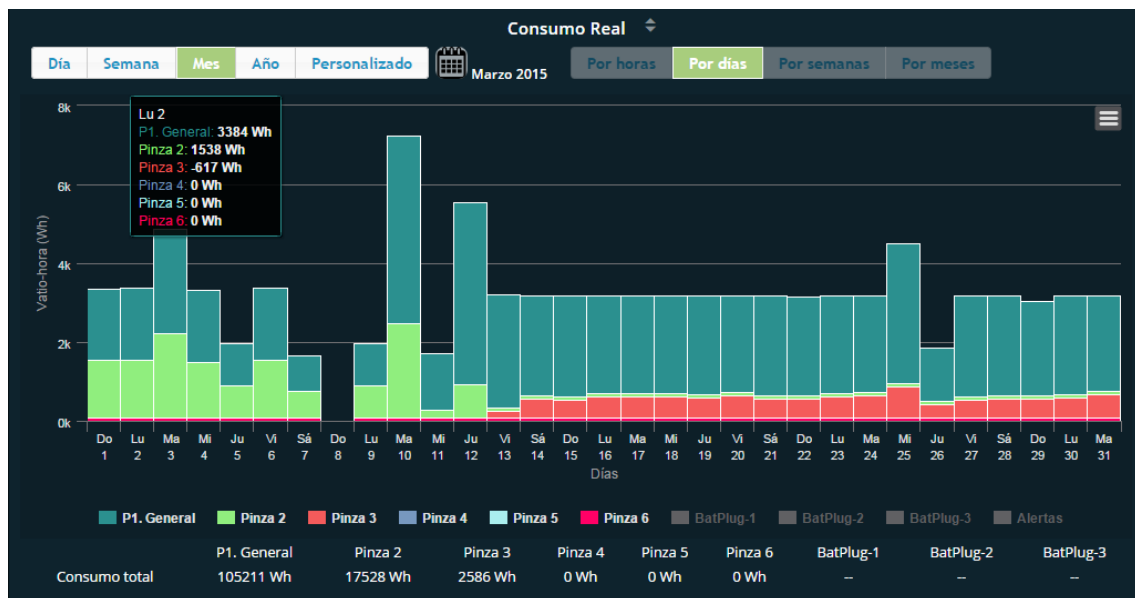 Consumo Real
Día Semana Mes Año Personalizado Marzo 2015 Por horas Por días Por semanas Por meses
8k
Lu 2
P1. General: 3384 Wh
Pinza 2: 1538 Wh
Pinza 3: -617 Wh
Pinza 4: 0 Wh
Pinza 5: 0 Wh
Pinza 6: 0 Wh
6k
4k
2k
0k
Vatio-hora (Wh)
Do Lu Ma Mi Ju Vi Sá Do Lu Ma Mi Ju Vi Sá Do Lu Ma Mi Ju Vi Sá Do Lu Ma Mi Ju Vi Sá Do Lu Ma
1 2 3 4 5 6 7 8 9 10 11 12 13 14 15 16 17 18 19 20 21 22 23 24 25 26 27 28 29 30 31
Días
P1. General Pinza 2 Pinza 3 Pinza 4 Pinza 5 Pinza 6 BatPlug-1 BatPlug-2 BatPlug-3 Alertas
P1. General Pinza 2 Pinza 3 Pinza 4 Pinza 5 Pinza 6 BatPlug-1 BatPlug-2 BatPlug-3
Consumo total 105211 Wh 17528 Wh 2586 Wh 0 Wh 0 Wh 0 Wh -- -- --